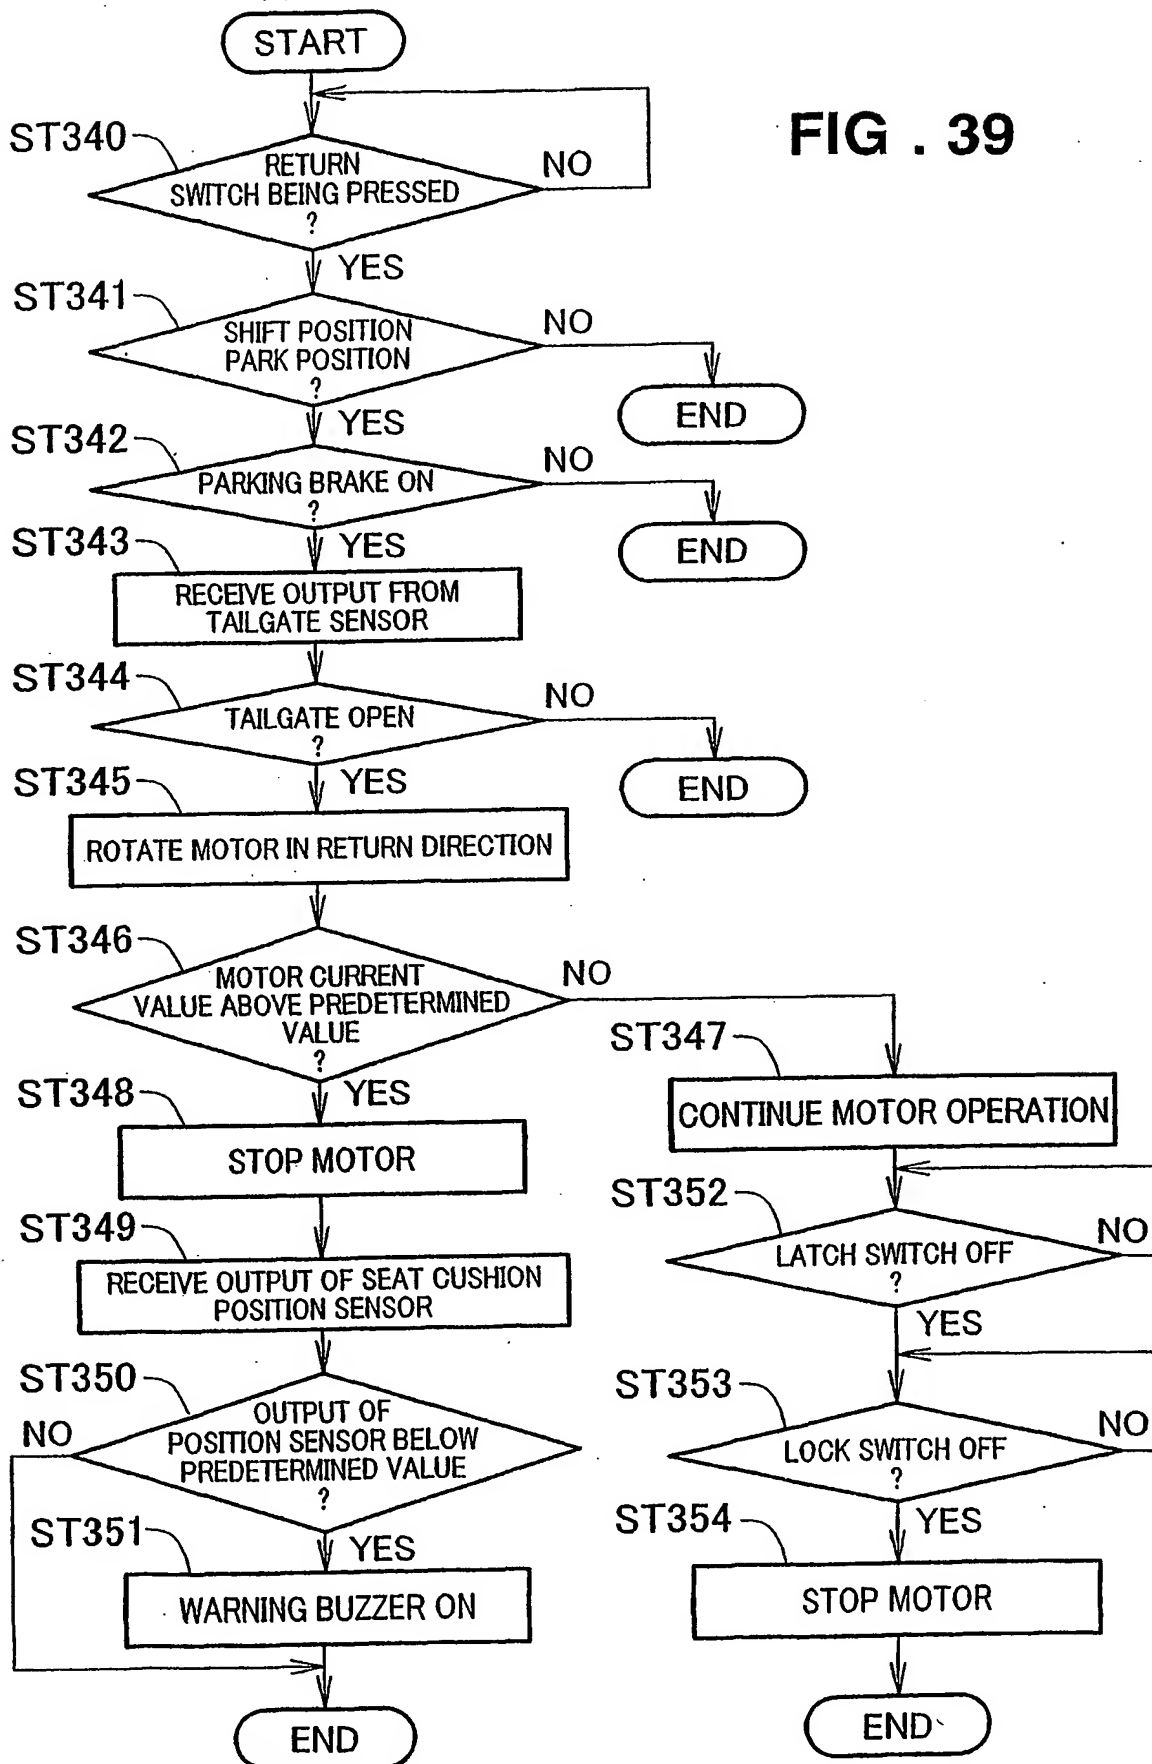 START
FIG . 39
ST340
RETURN
SWITCH BEING PRESSED
?
NO
YES
ST341
SHIFT POSITION
PARK POSITION
?
NO
END
YES
ST342
PARKING BRAKE ON
?
NO
END
YES
ST343
RECEIVE OUTPUT FROM
TAILGATE SENSOR
ST344
TAILGATE OPEN
?
NO
END
YES
ST345
ROTATE MOTOR IN RETURN DIRECTION
ST346
MOTOR CURRENT
VALUE ABOVE PREDETERMINED
VALUE
?
NO
YES
ST348
STOP MOTOR
ST349
RECEIVE OUTPUT OF SEAT CUSHION
POSITION SENSOR
ST350
OUTPUT OF
POSITION SENSOR BELOW
PREDETERMINED VALUE
?
NO
YES
ST351
WARNING BUZZER ON
END
ST347
CONTINUE MOTOR OPERATION
ST352
LATCH SWITCH OFF
?
NO
YES
ST353
LOCK SWITCH OFF
?
NO
YES
ST354
STOP MOTOR
END